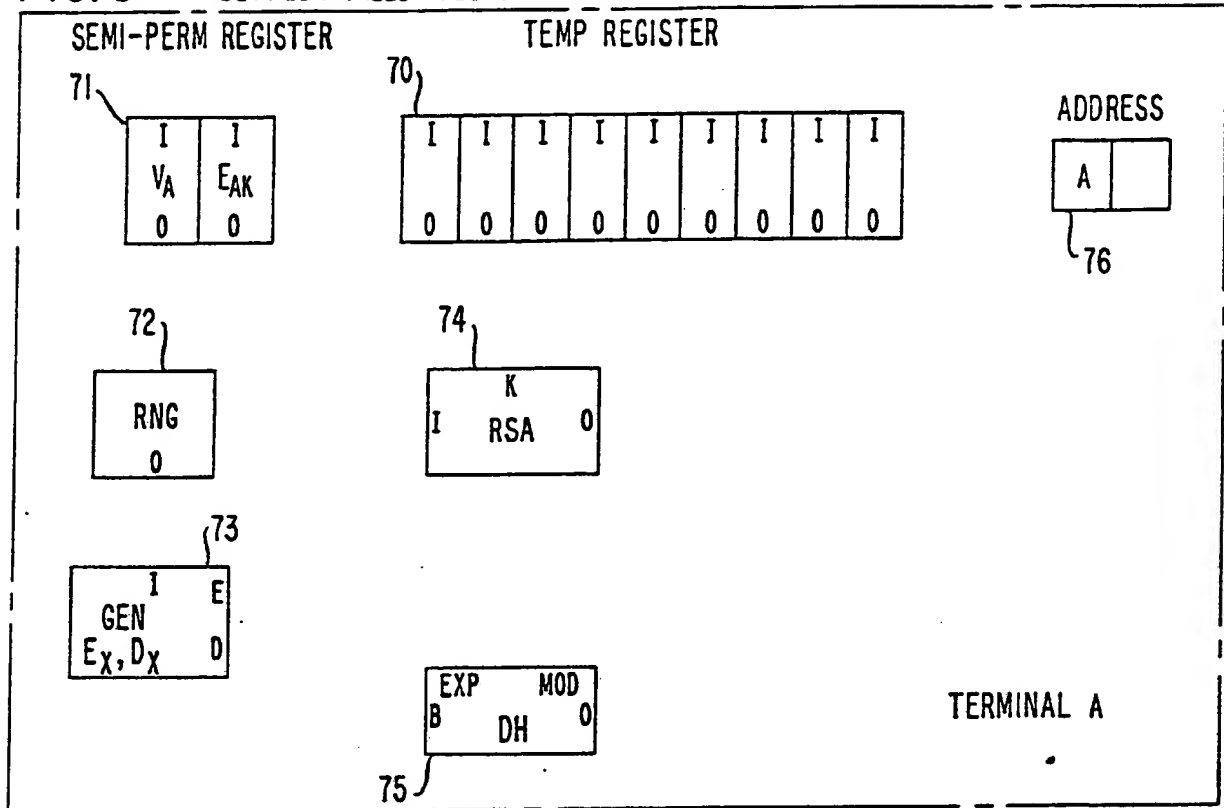 SEMI-PERM REGISTER
TEMP REGISTER
71
70
ADDRESS
I I
V_A E_AK
0 0
I I I I I I I I I
0 0 0 0 0 0 0 0 0
A
76
72
RNG
0
74
K
I RSA 0
73
I E
GEN
E_X, D_X D
EXP MOD
B DH 0
75
TERMINAL A